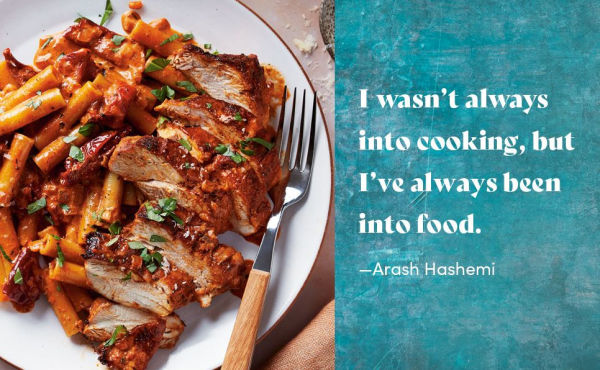 I wasn’t always
into cooking, but
I’ve always been
into food.
—Arash Hashemi